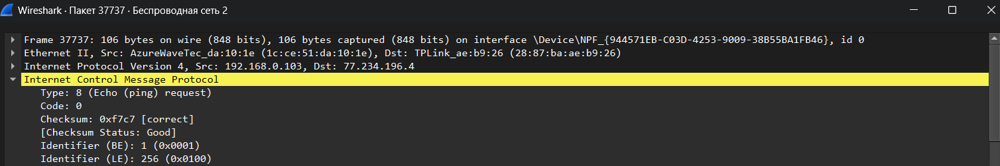 Wireshark · Пакет 37737 · Беспроводная сеть 2
Frame 37737: 106 bytes on wire (848 bits), 106 bytes captured (848 bits) on interface \Device\NPF_{944571EB-C03D-4253-9009-38B55BA1FB46}, id 0
Ethernet II, Src: AzureWaveTec_da:10:1e (1c:ce:51:da:10:1e), Dst: TPLink_ae:b9:26 (28:87:ba:ae:b9:26)
Internet Protocol Version 4, Src: 192.168.0.103, Dst: 77.234.196.4
Internet Control Message Protocol
Type: 8 (Echo (ping) request)
Code: 0
Checksum: 0xf7c7 [correct]
[Checksum Status: Good]
Identifier (BE): 1 (0x0001)
Identifier (LE): 256 (0x0100)